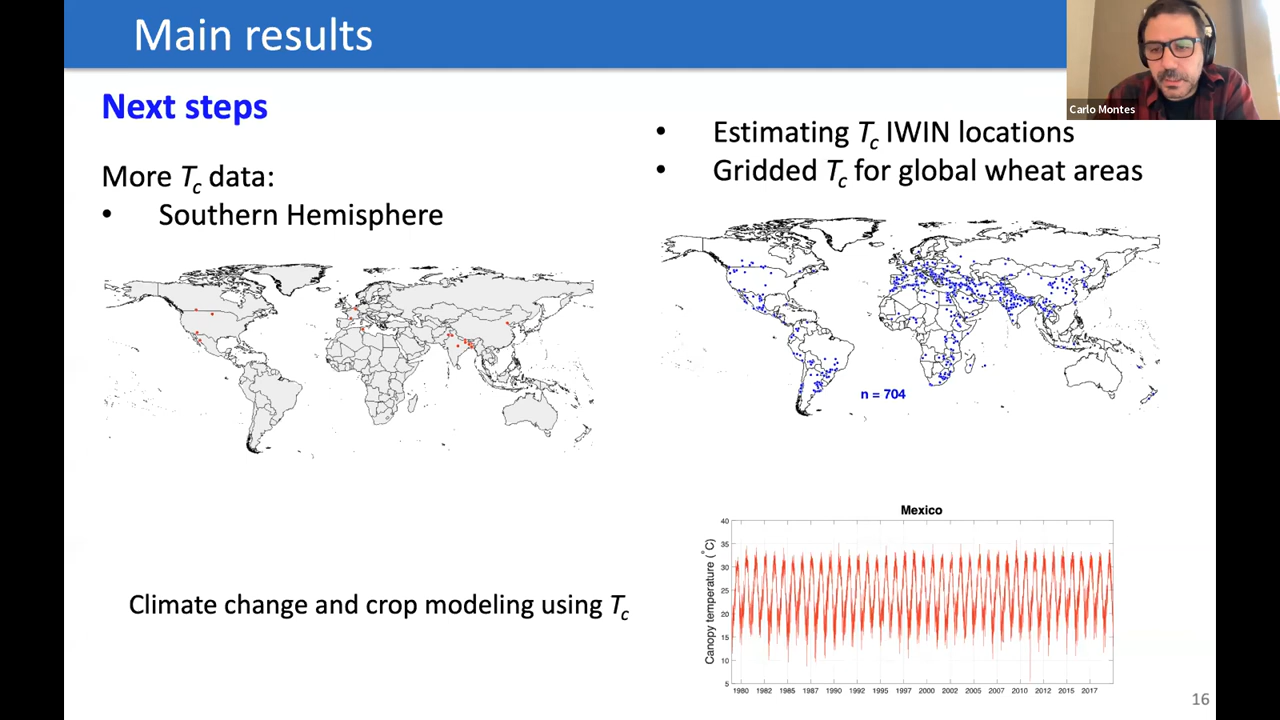 Main results
Carlo Montes
Next steps
More Tc data:
• Southern Hemisphere
• Estimating Tc IWIN locations
• Gridded Tc for global wheat areas
n = 704
Climate change and crop modeling using Tc
Mexico
Canopy temperature (°C)
40
35
30
25
20
15
10
5
1980 1982 1985 1987 1990 1992 1995 1997 2000 2002 2005 2007 2010 2012 2015 2017
16